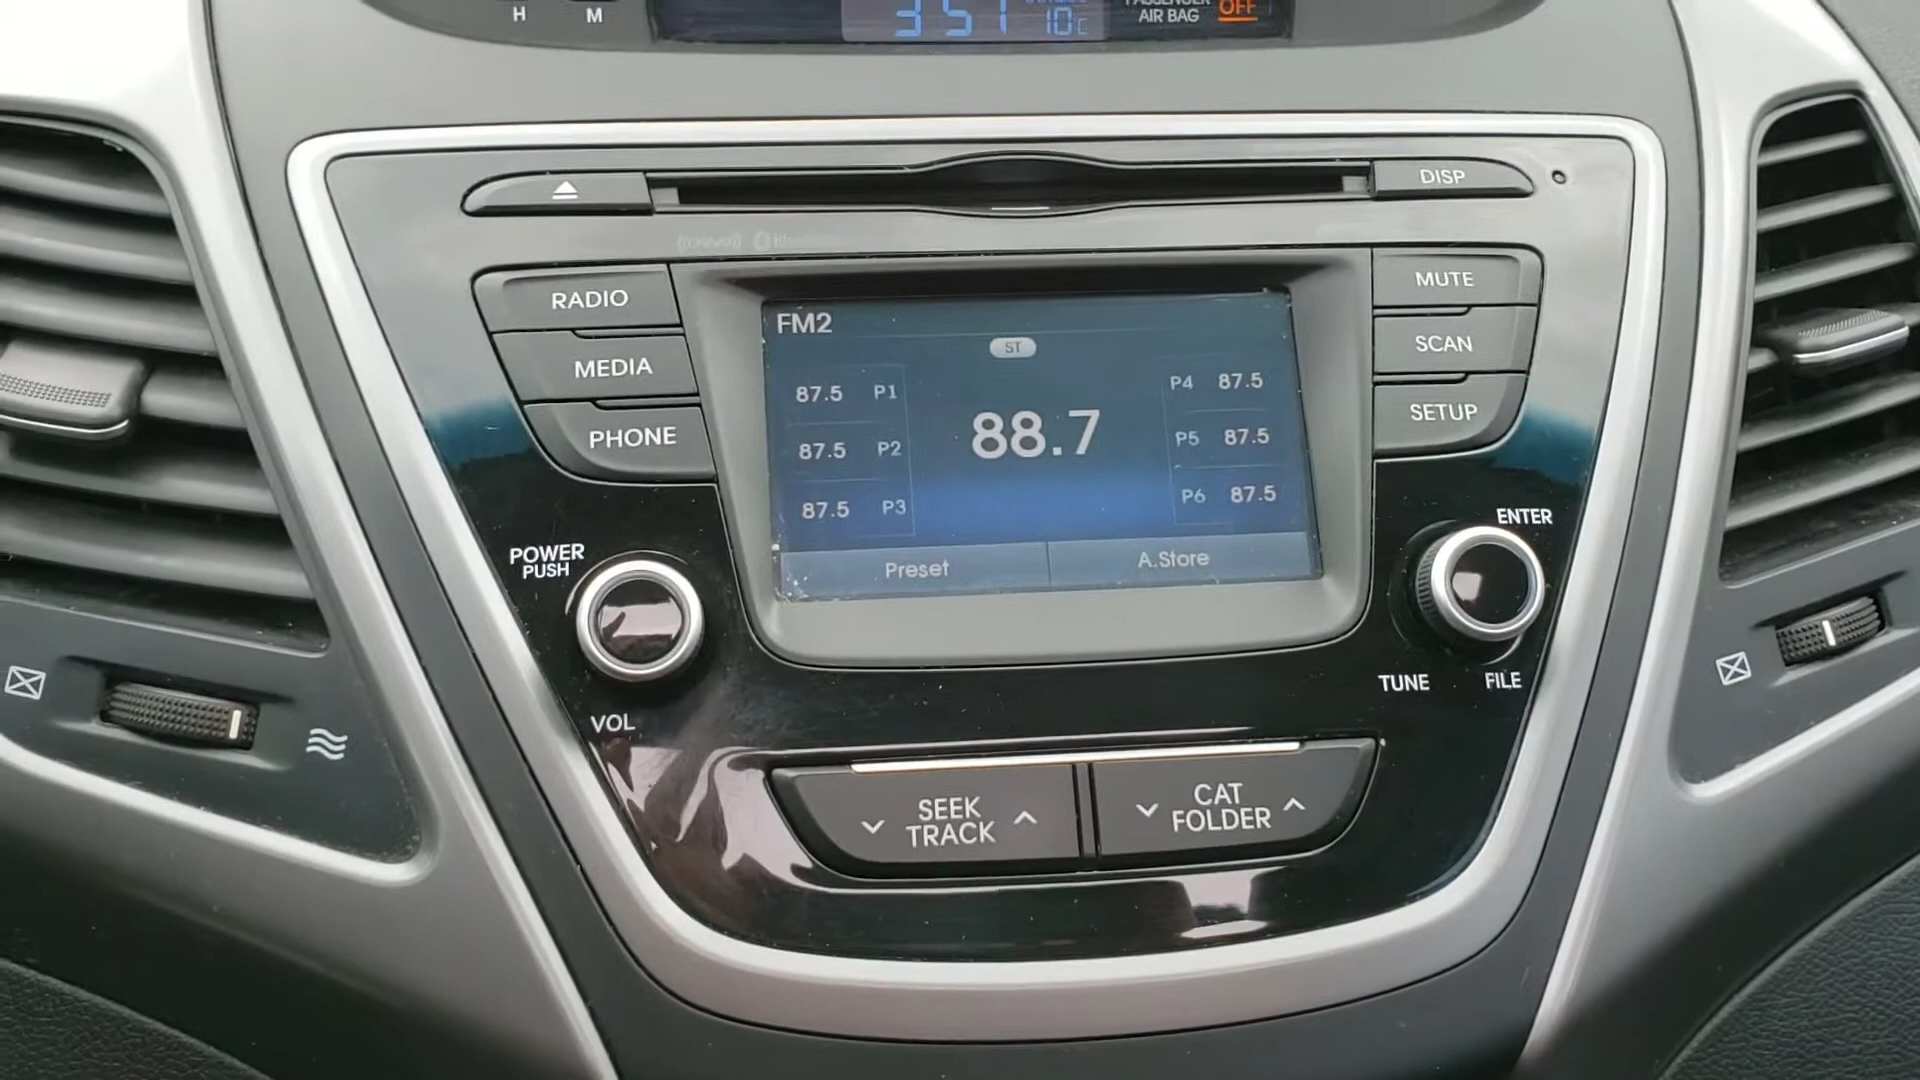 H M
3:51 10c
AIR BAG OFF
DISP
RADIO
MEDIA
PHONE
MUTE
SCAN
SETUP
FM2
ST
87.5 P1
87.5 P2
87.5 P3
88.7
P4 87.5
P5 87.5
P6 87.5
Preset
A.Store
POWER
PUSH
VOL
ENTER
TUNE
FILE
SEEK
TRACK
CAT
FOLDER